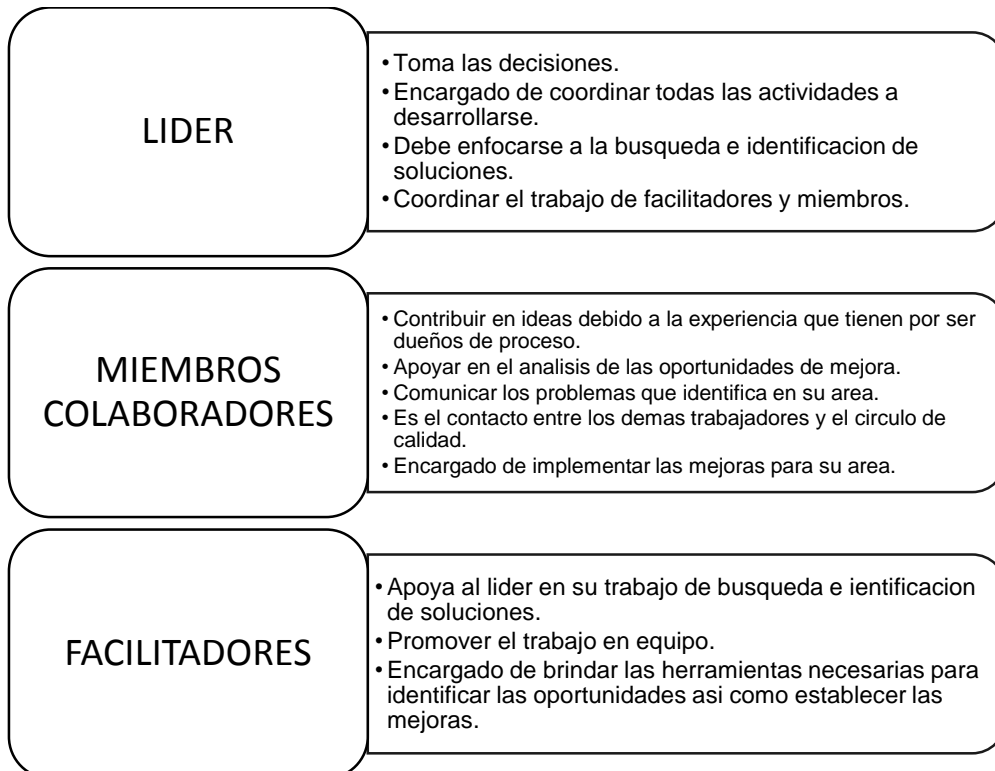 LIDER
• Toma las decisiones.
• Encargado de coordinar todas las actividades a
desarrollarse.
• Debe enfocarse a la busqueda e identificacion de
soluciones.
• Coordinar el trabajo de facilitadores y miembros.
MIEMBROS
COLABORADORES
• Contribuir en ideas debido a la experiencia que tienen por ser
dueños de proceso.
• Apoyar en el analisis de las oportunidades de mejora.
• Comunicar los problemas que identifica en su area.
• Es el contacto entre los demas trabajadores y el circulo de
calidad.
• Encargado de implementar las mejoras para su area.
FACILITADORES
• Apoya al lider en su trabajo de busqueda e ientificacion
de soluciones.
• Promover el trabajo en equipo.
• Encargado de brindar las herramientas necesarias para
identificar las oportunidades asi como establecer las
mejoras.